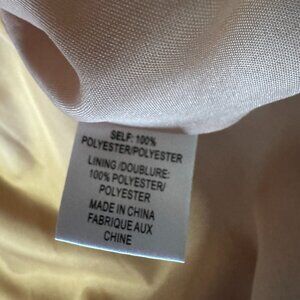 SELF: 100%
POLYESTER/POLYESTER
LINING /DOUBLURE:
100% POLYESTER/
POLYESTER
MADE IN CHINA
FABRIQUE AUX
CHINE